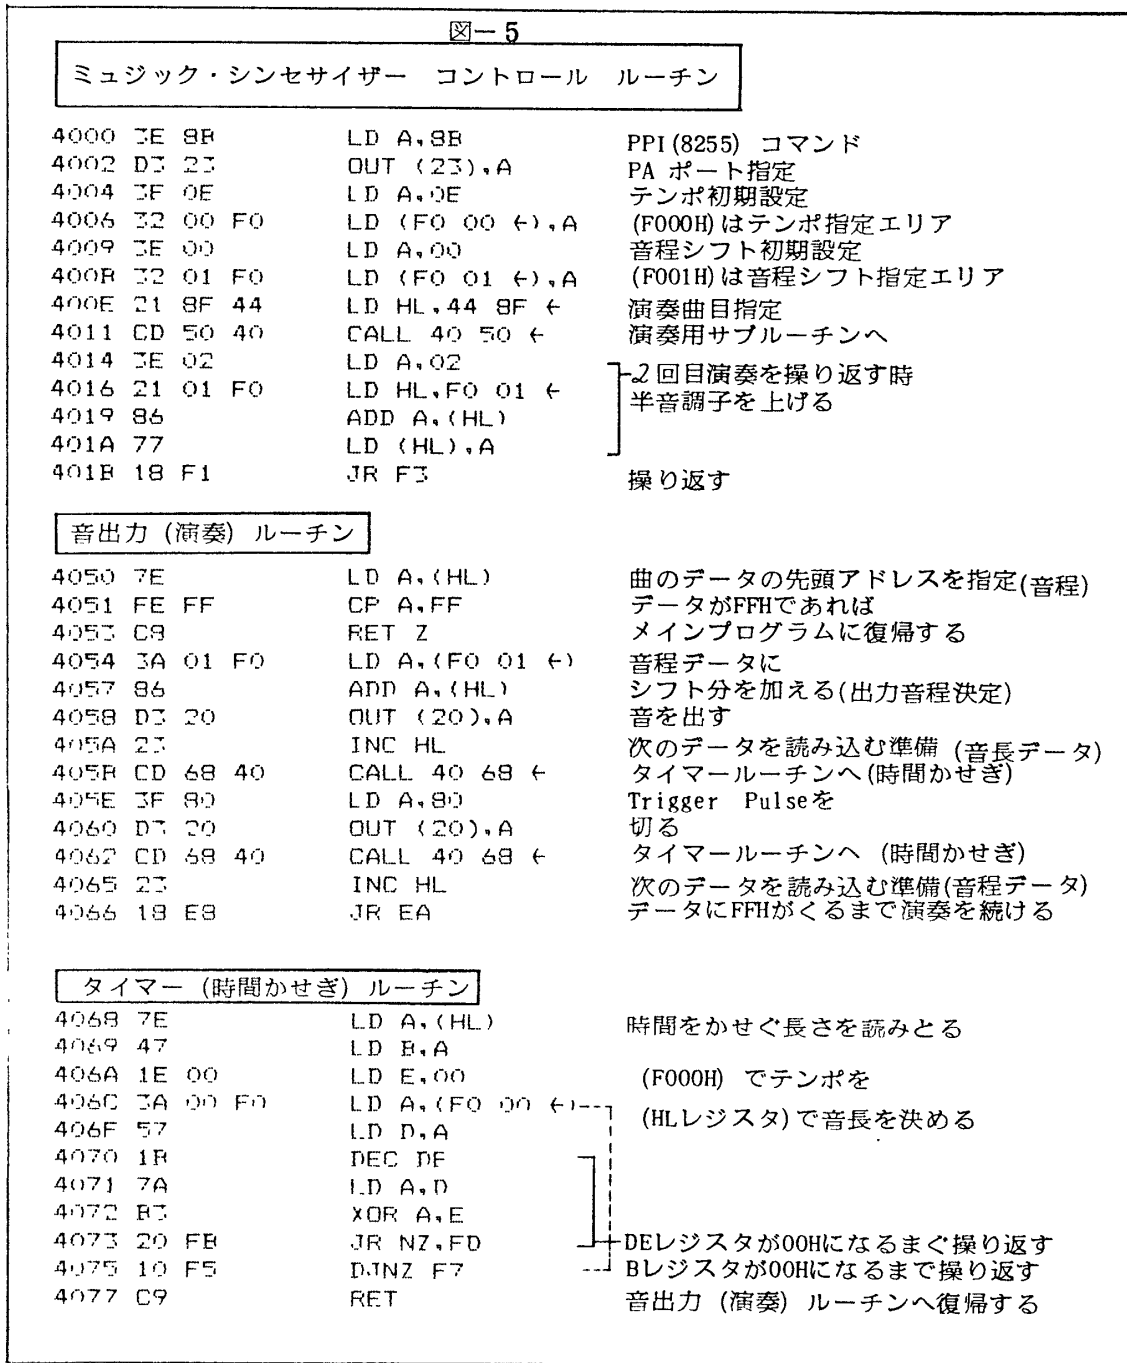 図－5
ミュジック・シンセサイザー コントロール ルーチン
4000 3E 8B LD A,8B PPI(8255) コマンド
4002 D3 23 OUT (23),A PA ポート指定
4004 3E 0E LD A,0E テンポ初期設定
4006 32 00 F0 LD (F0 00 ←),A (F000H)はテンポ指定エリア
4009 3E 00 LD A,00 音程シフト初期設定
400B 32 01 F0 LD (F0 01 ←),A (F001H)は音程シフト指定エリア
400E 21 8F 44 LD HL,44 8F ← 演奏曲目指定
4011 CD 50 40 CALL 40 50 ← 演奏用サブルーチンへ
4014 3E 02 LD A,02
4016 21 01 F0 LD HL,F0 01 ← 2回目演奏を操り返す時
4019 86 ADD A,(HL) 半音調子を上げる
401A 77 LD (HL),A
401B 18 F1 JR F3 操り返す
音出力 (演奏) ルーチン
4050 7E LD A,(HL) 曲のデータの先頭アドレスを指定(音程)
4051 FE FF CP A,FF データがFFHであれば
4053 C8 RET Z メインプログラムに復帰する
4054 3A 01 F0 LD A,(F0 01 ←) 音程データに
4057 86 ADD A,(HL) シフト分を加える(出力音程決定)
4058 D3 20 OUT (20),A 音を出す
405A 23 INC HL 次のデータを読み込む準備 (音長データ)
405B CD 68 40 CALL 40 68 ← タイマールーチンへ(時間かせぎ)
405E 3E 80 LD A,80 Trigger Pulseを
4060 D3 20 OUT (20),A 切る
4062 CD 68 40 CALL 40 68 ← タイマールーチンへ (時間かせぎ)
4065 23 INC HL 次のデータを読み込む準備(音程データ)
4066 18 E8 JR EA データにFFHがくるまで演奏を続ける
タイマー (時間かせぎ) ルーチン
4068 7E LD A,(HL) 時間をかせぐ長さを読みとる
4069 47 LD B,A
406A 1E 00 LD E,00 (F000H) でテンポを
406C 3A 00 F0 LD A,(F0 00 ←) (HLレジスタ)で音長を決める
406F 57 LD D,A
4070 1B DEC DE
4071 7A LD A,D
4072 B3 XOR A,E
4073 20 FB JR NZ,FD DEレジスタが00Hになるまぐ操り返す
4075 10 F5 DJNZ F7 Bレジスタが00Hになるまで操り返す
4077 C9 RET 音出力 (演奏) ルーチンへ復帰する